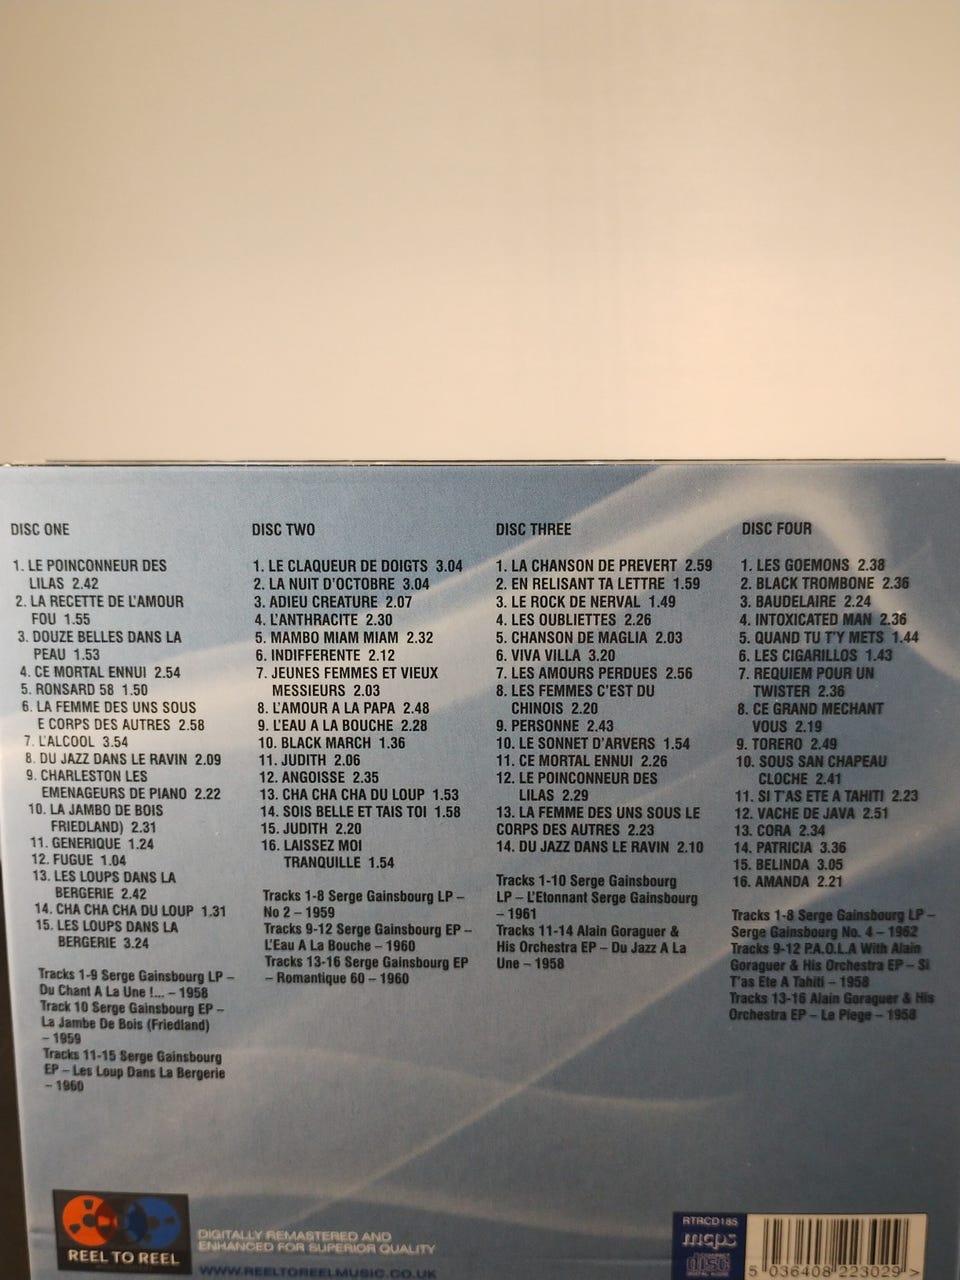 DISC ONE
1. LE POINCONNEUR DES
LILAS 2.42
2. LA RECETTE DE L'AMOUR
FOU 1.55
3. DOUZE BELLES DANS LA
PEAU 1.53
4. CE MORTAL ENNUI 2.54
5. RONSARD 58 1.50
6. LA FEMME DES UNS SOUS
E CORPS DES AUTRES 2.58
7. L'ALCOOL 3.54
8. DU JAZZ DANS LE RAVIN 2.09
9. CHARLESTON LES
EMENAGEURS DE PIANO 2.22
10. LA JAMBO DE BOIS
FRIEDLAND) 2.31
11. GENERIQUE 1.24
12. FUGUE 1.04
13. LES LOUPS DANS LA
BERGERIE 2.42
14. CHA CHA CHA DU LOUP 1.31
15. LES LOUPS DANS LA
BERGERIE 3.24
Tracks 1-9 Serge Gainsbourg LP –
Du Chant A La Une !... – 1958
Track 10 Serge Gainsbourg EP –
La Jambe De Bois (Friedland)
– 1959
Tracks 11-15 Serge Gainsbourg
EP – Les Loup Dans La Bergerie
– 1960
DISC TWO
1. LE CLAQUEUR DE DOIGTS 3.04
2. LA NUIT D'OCTOBRE 3.04
3. ADIEU CREATURE 2.07
4. L'ANTHRACITE 2.30
5. MAMBO MIAM MIAM 2.32
6. INDIFFERENTE 2.12
7. JEUNES FEMMES ET VIEUX
MESSIEURS 2.03
8. L'AMOUR A LA PAPA 2.48
9. L'EAU A LA BOUCHE 2.28
10. BLACK MARCH 1.36
11. JUDITH 2.06
12. ANGOISSE 2.35
13. CHA CHA CHA DU LOUP 1.53
14. SOIS BELLE ET TAIS TOI 1.58
15. JUDITH 2.20
16. LAISSEZ MOI
TRANQUILLE 1.54
Tracks 1-8 Serge Gainsbourg LP –
No 2 – 1959
Tracks 9-12 Serge Gainsbourg EP –
L'Eau A La Bouche – 1960
Tracks 13-16 Serge Gainsbourg EP
– Romantique 60 – 1960
DISC THREE
1. LA CHANSON DE PREVERT 2.59
2. EN RELISANT TA LETTRE 1.59
3. LE ROCK DE NERVAL 1.49
4. LES OUBLIETTES 2.26
5. CHANSON DE MAGLIA 2.03
6. VIVA VILLA 3.20
7. LES AMOURS PERDUES 2.56
8. LES FEMMES C'EST DU
CHINOIS 2.20
9. PERSONNE 2.43
10. LE SONNET D'ARVERS 1.54
11. CE MORTAL ENNUI 2.26
12. LE POINCONNEUR DES
LILAS 2.29
13. LA FEMME DES UNS SOUS LE
CORPS DES AUTRES 2.23
14. DU JAZZ DANS LE RAVIN 2.10
Tracks 1-10 Serge Gainsbourg
LP – L'Etonnant Serge Gainsbourg
– 1961
Tracks 11-14 Alain Goraguer &
His Orchestra EP – Du Jazz A La
Une – 1958
DISC FOUR
1. LES GOEMONS 2.38
2. BLACK TROMBONE 2.36
3. BAUDELAIRE 2.24
4. INTOXICATED MAN 2.36
5. QUAND TU T'Y METS 1.44
6. LES CIGARILLOS 1.43
7. REQUIEM POUR UN
TWISTER 2.36
8. CE GRAND MECHANT
VOUS 2.19
9. TORERO 2.49
10. SOUS SAN CHAPEAU
CLOCHE 2.41
11. SI T'AS ETE A TAHITI 2.23
12. VACHE DE JAVA 2.51
13. CORA 2.34
14. PATRICIA 3.36
15. BELINDA 3.05
16. AMANDA 2.21
Tracks 1-8 Serge Gainsbourg LP –
Serge Gainsbourg No. 4 – 1962
Tracks 9-12 P.A.O.L.A With Alain
Goraguer & His Orchestra EP – Si
T'as Ete A Tahiti – 1958
Tracks 13-16 Alain Goraguer & His
Orchestra EP – Le Piege – 1958
REEL TO REEL
DIGITALLY REMASTERED AND
ENHANCED FOR SUPERIOR QUALITY
WWW.REELTOREELMUSIC.CO.UK
RTRCD185
mcps
COMPACT
disc
DIGITAL AUDIO
5 036408 223029 >